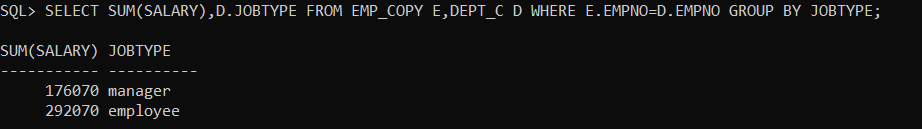 SQL> SELECT SUM(SALARY),D.JOBTYPE FROM EMP_COPY E,DEPT_C D WHERE E.EMPNO=D.EMPNO GROUP BY JOBTYPE;
SUM(SALARY) JOBTYPE
----------- ----------
     176070 manager
     292070 employee